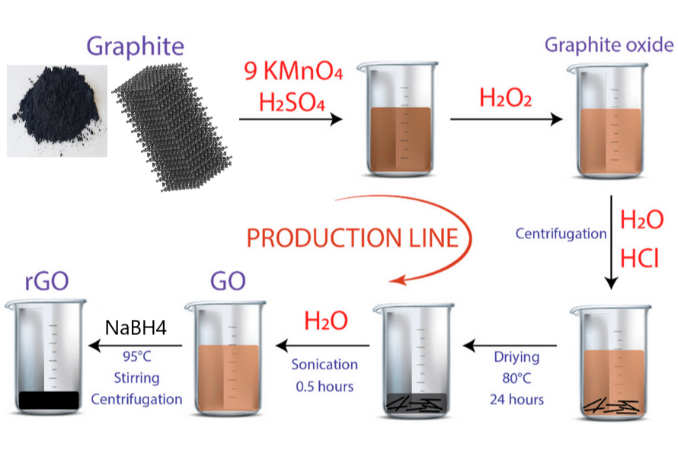 Graphite
9 KMnO4
H2SO4
H2O2
Graphite oxide
Centrifugation
H2O
HCl
PRODUCTION LINE
rGO
NaBH4
95°C
Stirring
Centrifugation
GO
H2O
Sonication
0.5 hours
Driying
80°C
24 hours